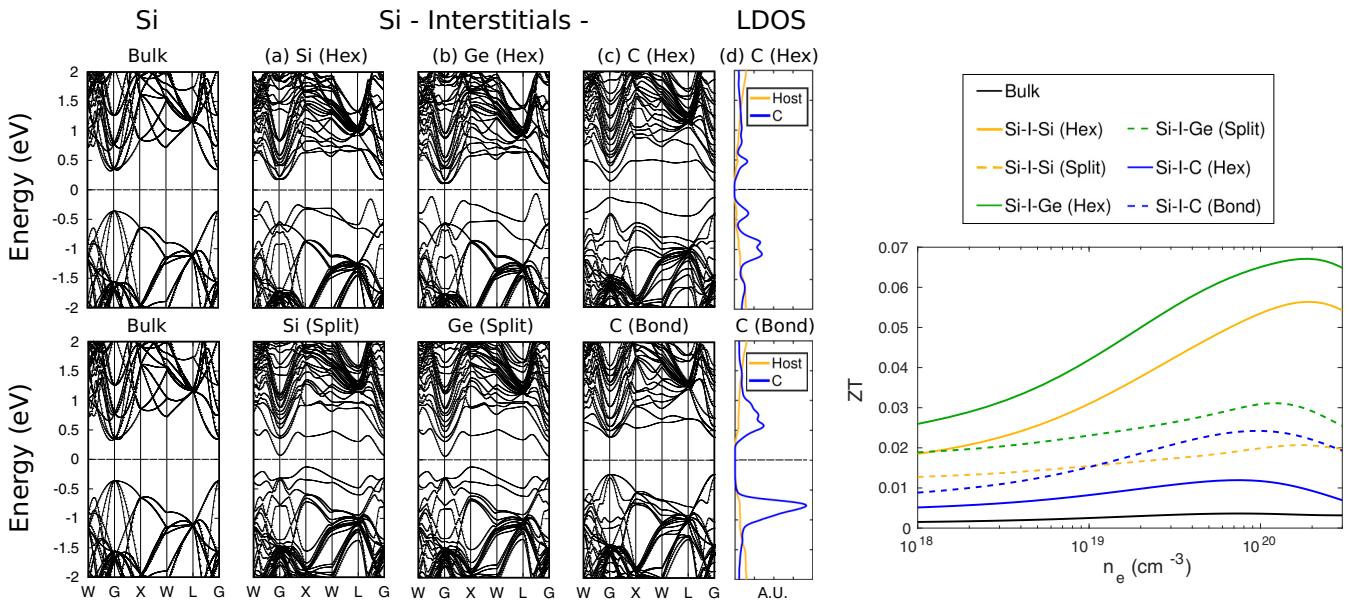 Si
Si - Interstitials -
LDOS
Bulk
(a) Si (Hex)
(b) Ge (Hex)
(c) C (Hex)
(d) C (Hex)
Energy (eV)
2
1.5
1
0.5
0
-0.5
-1
-1.5
-2
Host
C
Bulk
Si (Split)
Ge (Split)
C (Bond)
C (Bond)
Energy (eV)
2
1.5
1
0.5
0
-0.5
-1
-1.5
-2
Host
C
W G X W L G
W G X W L G
W G X W L G
W G X W L G
A.U.
Bulk
Si-I-Si (Hex)
Si-I-Si (Split)
Si-I-Ge (Hex)
Si-I-Ge (Split)
Si-I-C (Hex)
Si-I-C (Bond)
ZT
0.07
0.06
0.05
0.04
0.03
0.02
0.01
0
10^18 10^19 10^20
n_e (cm^-3)